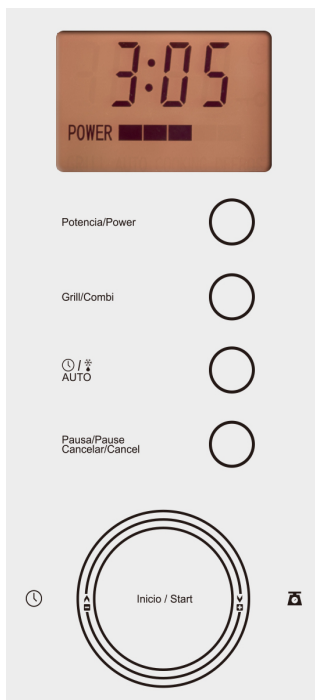 3:05
POWER
Potencia/Power
Grill/Combi
/
AUTO
Pausa/Pause
Cancelar/Cancel
Inicio / Start